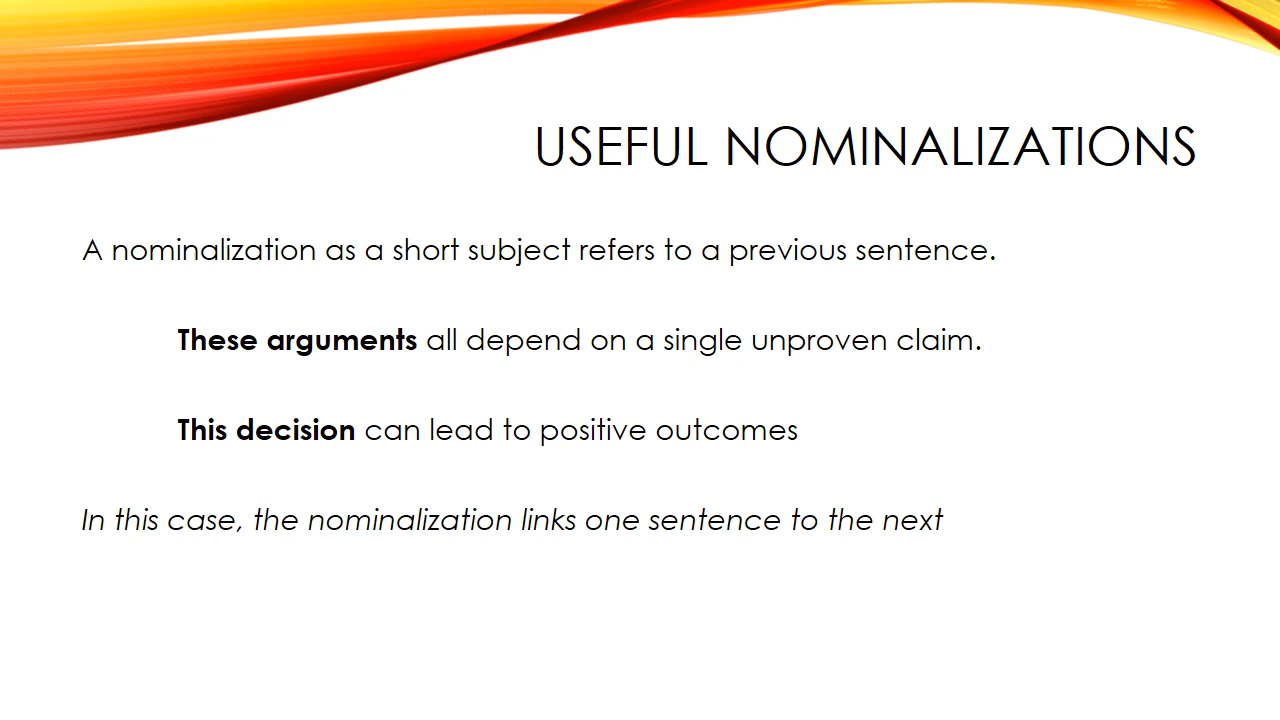 USEFUL NOMINALIZATIONS
A nominalization as a short subject refers to a previous sentence.
These arguments all depend on a single unproven claim.
This decision can lead to positive outcomes
In this case, the nominalization links one sentence to the next